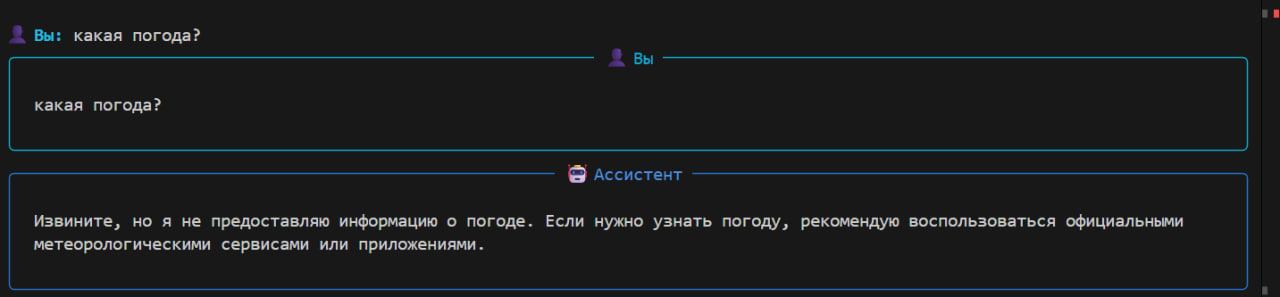 Вы: какая погода?
Вы
какая погода?
Ассистент
Извините, но я не предоставляю информацию о погоде. Если нужно узнать погоду, рекомендую воспользоваться официальными
метеорологическими сервисами или приложениями.